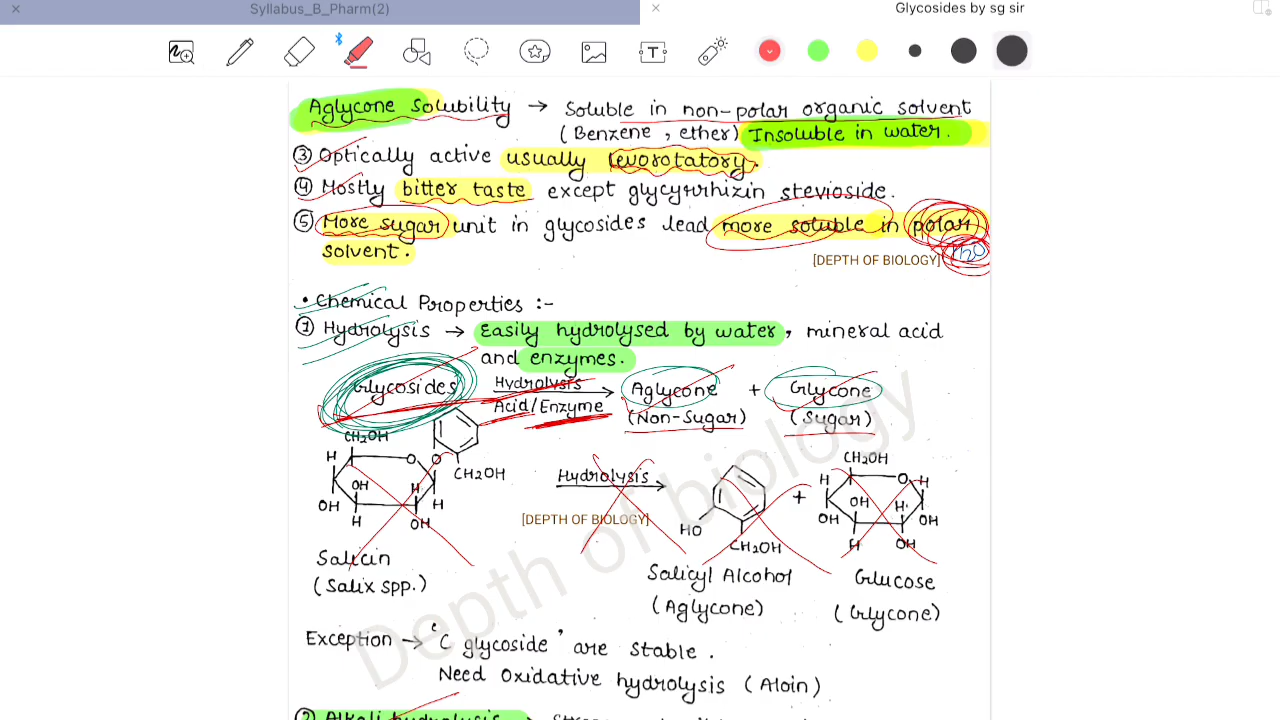 Syllabus_B_Pharm(2)
Glycosides by sg sir
Aglycone Solubility → Soluble in non-polar organic solvent
(Benzene, ether) Insoluble in water.
③ Optically active usually levorotatory.
④ Mostly bitter taste except glycyrrhizin stevioside.
⑤ More sugar unit in glycosides lead more soluble in polar
H2O
solvent.
[DEPTH OF BIOLOGY]
• Chemical Properties :-
① Hydrolysis → Easily hydrolysed by water, mineral acid
and enzymes.
Glycosides Hydrolysis Aglycone + Glycone
Acid/Enzyme (Non-Sugar) (Sugar)
CH2OH
H O O CH2OH
OH H H
OH H OH
Hydrolysis
[DEPTH OF BIOLOGY]
HO CH2OH
+
CH2OH
H O H
OH H
OH H OH OH
Salicin
(Salix spp.)
Salicyl Alcohol
(Aglycone)
Glucose
(Glycone)
Exception → 'C glycoside' are stable.
Need Oxidative hydrolysis (Aloin)
② Alkali hydrolysis →
Depth of biology